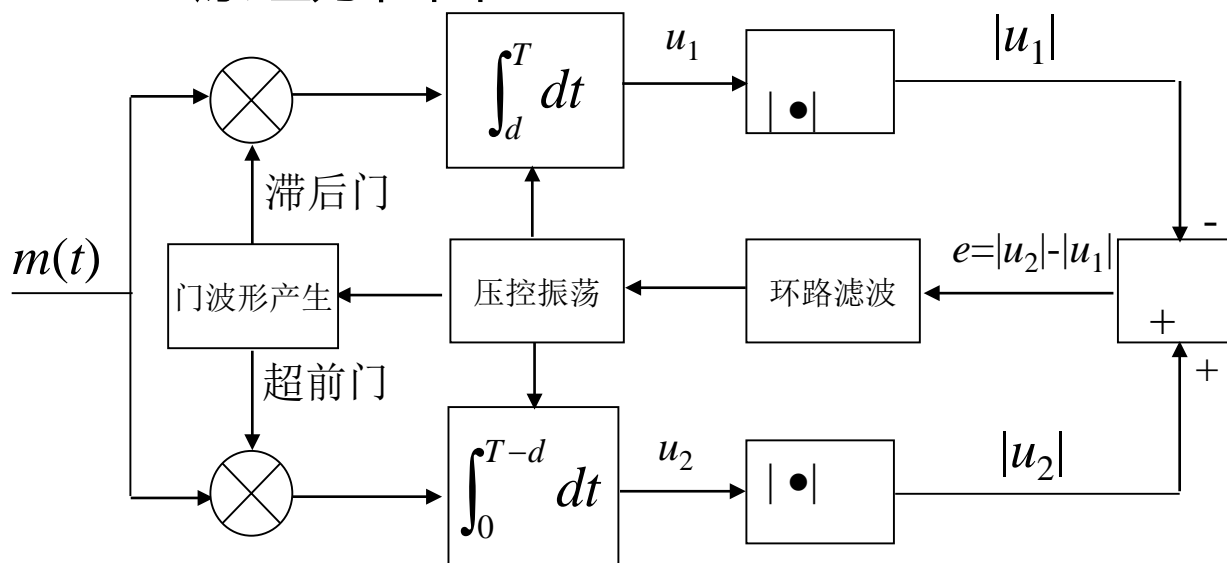 u₁
|u₁|
∫_d^T dt
|●|
滞后门
-
m(t)
门波形产生
压控振荡
环路滤波
e=|u₂|-|u₁|
+
+
超前门
∫_0^{T-d} dt
u₂
|●|
|u₂|